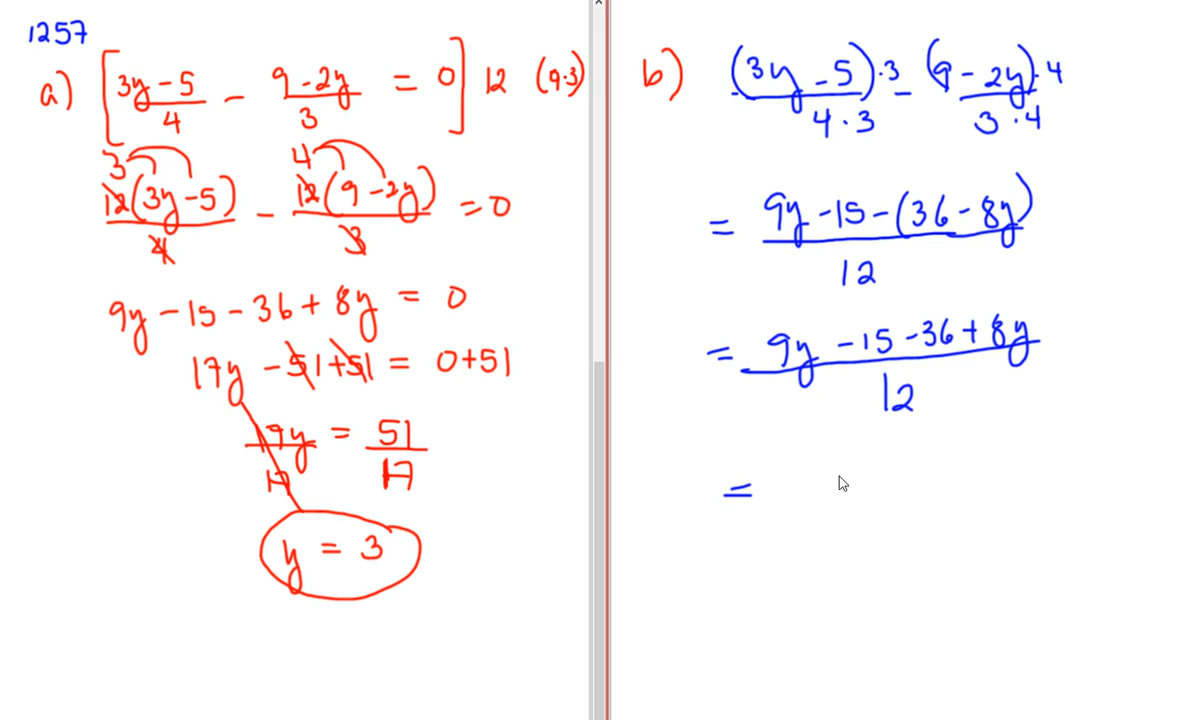 1257
a) [3y-5/4 - 9-2y/3 = 0] 12 (9·3)
3 4
12(3y-5)/4 - 12(9-2y)/3 = 0
9y - 15 - 36 + 8y = 0
17y - 51 + 51 = 0 + 51
17y/17 = 51/17
y = 3
b) (3y-5)·3/4·3 - (9-2y)·4/3·4
= 9y - 15 - (36 - 8y)/12
= 9y - 15 - 36 + 8y/12
=